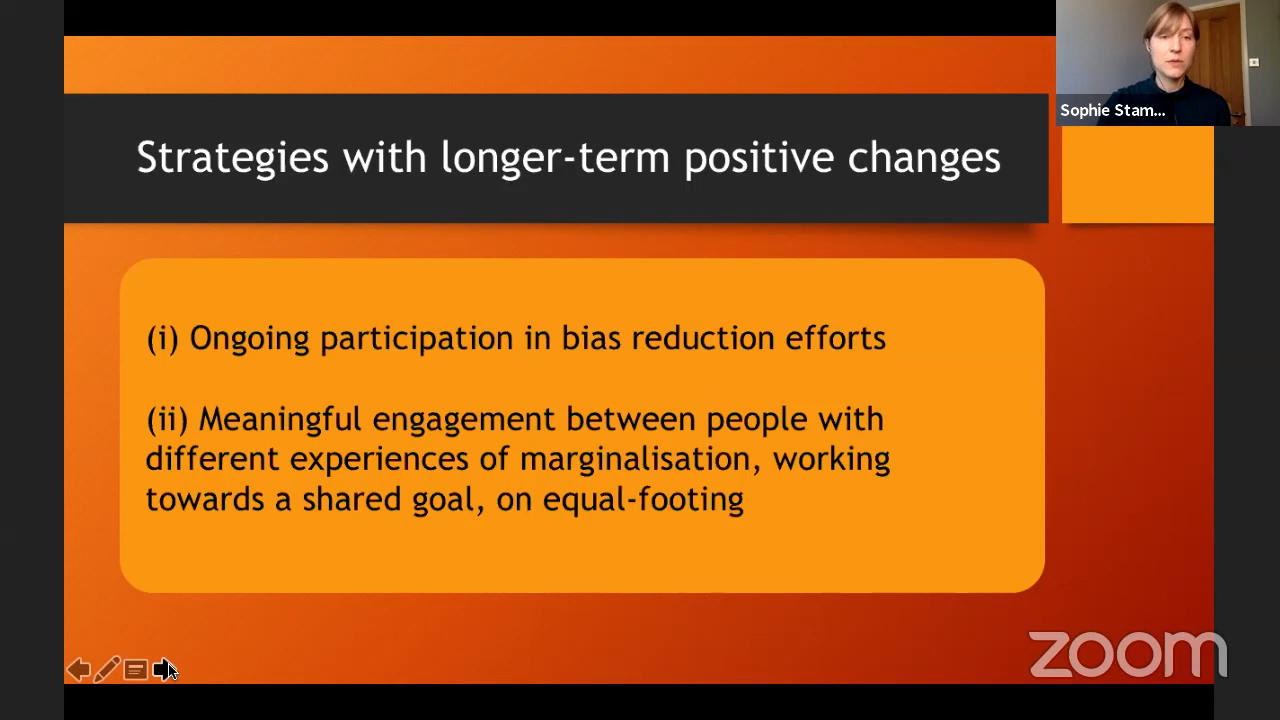 Sophie Stam...
Strategies with longer-term positive changes
(i) Ongoing participation in bias reduction efforts
(ii) Meaningful engagement between people with
different experiences of marginalisation, working
towards a shared goal, on equal-footing
zoom